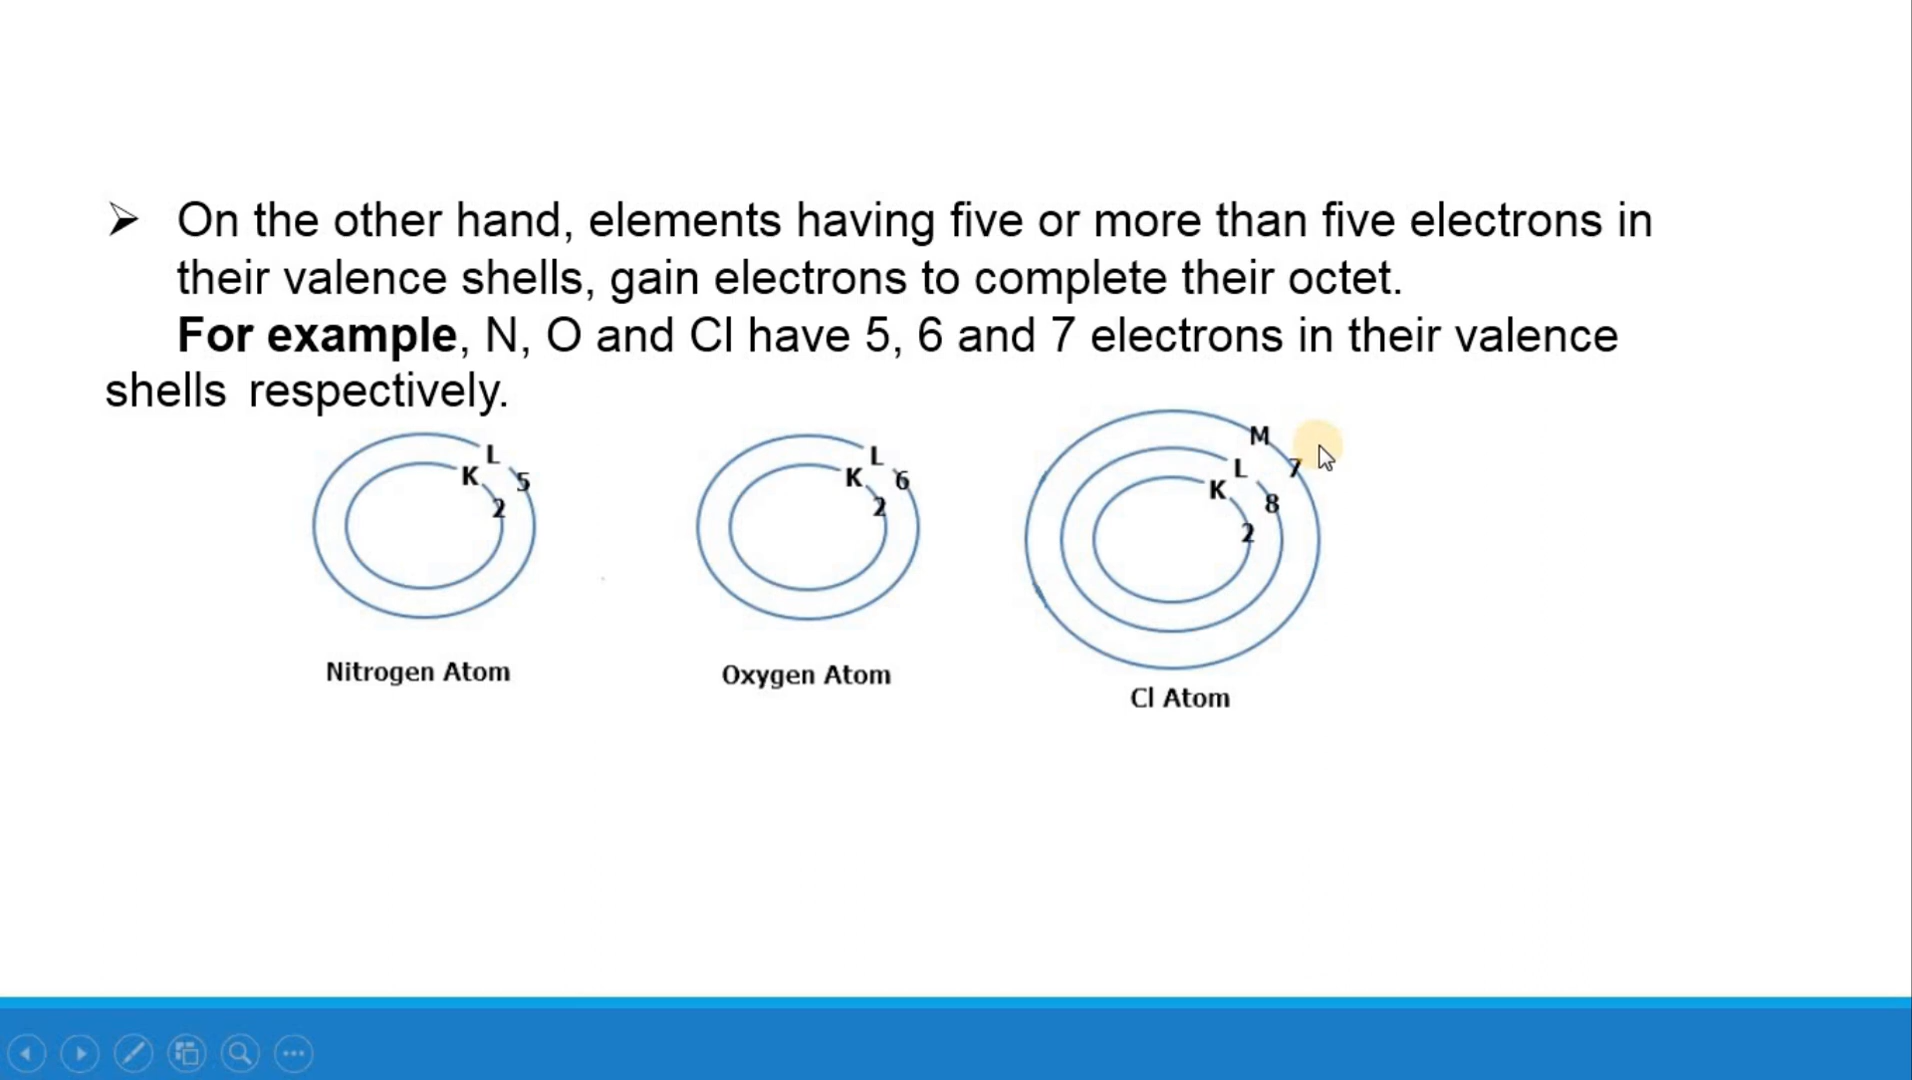 On the other hand, elements having five or more than five electrons in
their valence shells, gain electrons to complete their octet.
For example, N, O and Cl have 5, 6 and 7 electrons in their valence
shells respectively.
L
K 5
2
Nitrogen Atom
L
K 6
2
Oxygen Atom
M
L 7
K 8
2
Cl Atom